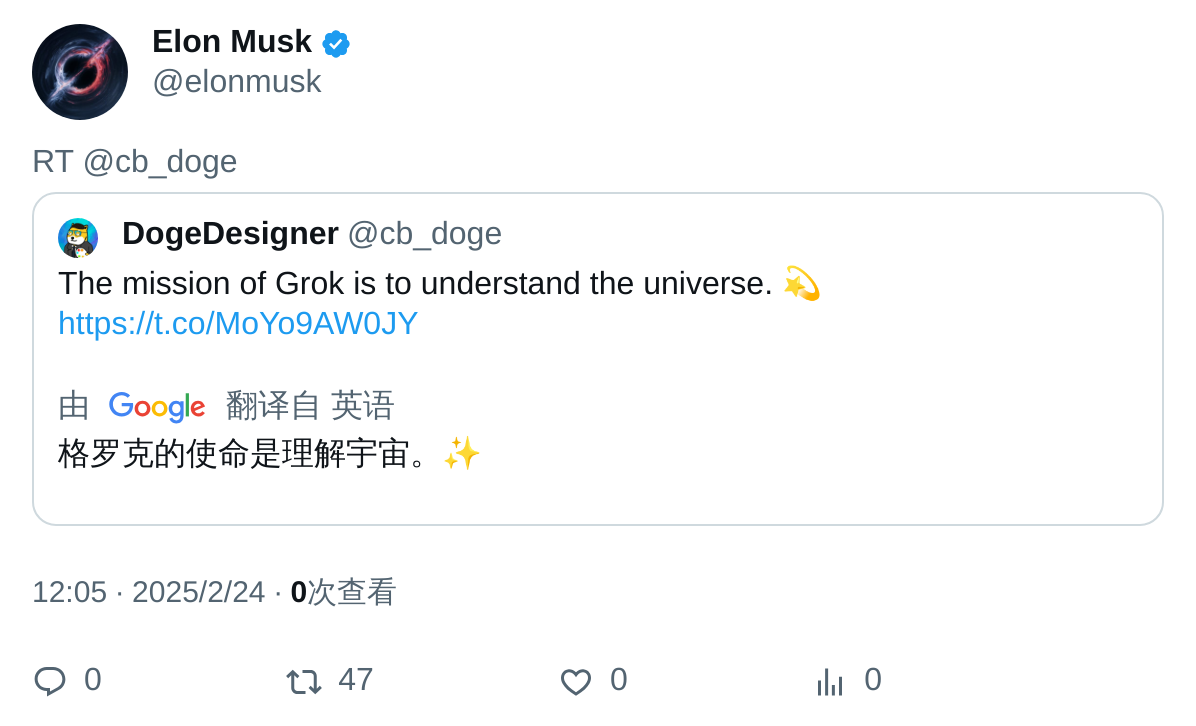 Elon Musk
@elonmusk
RT @cb_doge
DogeDesigner @cb_doge
The mission of Grok is to understand the universe. 💫
https://t.co/MoYo9AW0JY
由 Google 翻译自 英语
格罗克的使命是理解宇宙。✨
12:05 · 2025/2/24 · 0次查看
0 47 0 0